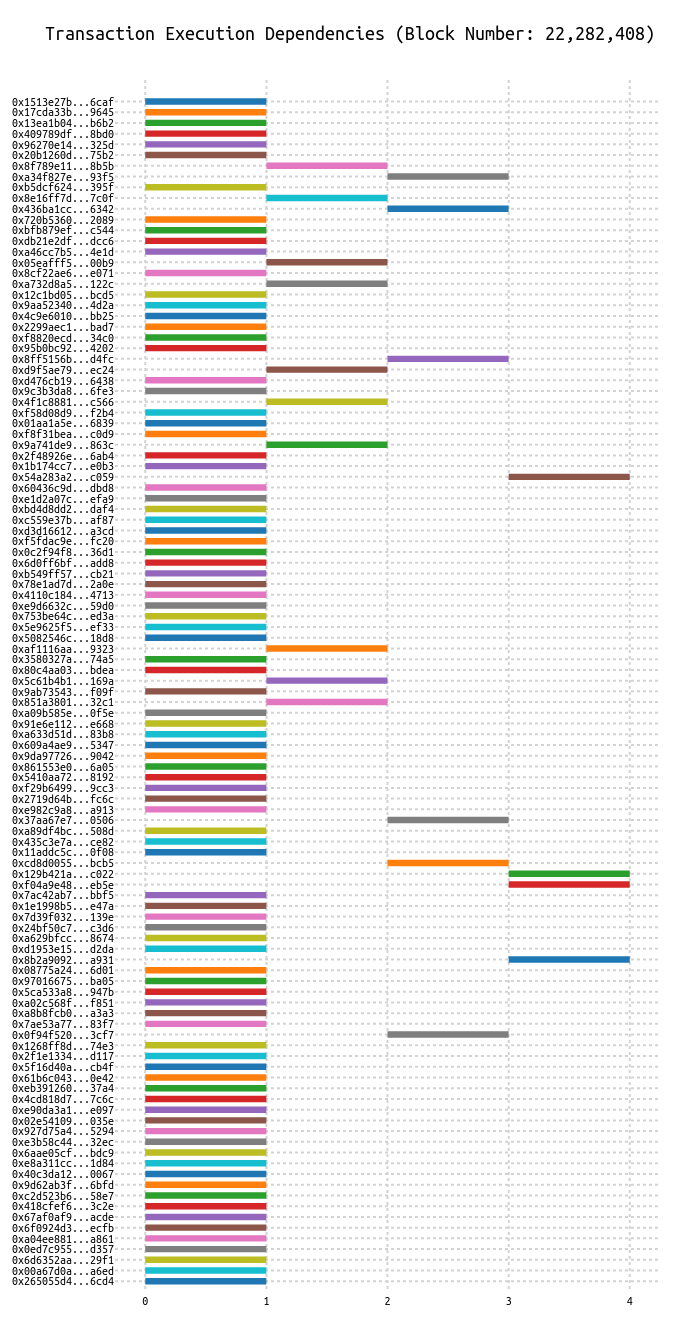 Transaction Execution Dependencies (Block Number: 22,282,408)
0x1513e27b...6caf
0x17cda33b...9645
0x13ea1b04...b6b2
0x409789df...8bd0
0x96270e14...325d
0x20b1260d...75b2
0x8f789e11...8b5b
0xa34f827e...93f5
0xb5dcf624...395f
0x8e16ff7d...7c0f
0x436ba1cc...6342
0x720b5360...2089
0xbfb879ef...c544
0xdb21e2df...dcc6
0xa46cc7b5...4e1d
0x05eafff5...00b9
0x8cf22ae6...e071
0xa732d8a5...122c
0x12c1bd05...bcd5
0x9aa52340...4d2a
0x4c9e6010...bb25
0x2299aec1...bad7
0xf8820ecd...34c0
0x95b0bc92...4202
0x8ff5156b...d4fc
0xd9f5ae79...ec24
0xd476cb19...6438
0x9c3b3da8...6fe3
0x4f1c8881...c566
0xf58d08d9...f2b4
0x01aa1a5e...6839
0xf8f31bea...c0d9
0x9a741de9...863c
0x2f48926e...6ab4
0x1b174cc7...e0b3
0x54a283a2...c059
0x60436c9d...dbd8
0xe1d2a07c...efa9
0xbd4d8dd2...daf4
0xc559e37b...af87
0xd3d16612...a3cd
0xf5fdac9e...fc20
0x0c2f94f8...36d1
0x6d0ff6bf...add8
0xb549ff57...cb21
0x78e1ad7d...2a0e
0x4110c184...4713
0xe9d6632c...59d0
0x753be64c...ed3a
0x5e9625f5...ef33
0x5082546c...18d8
0xaf1116aa...9323
0x3580327a...74a5
0x80c4aa03...bdea
0x5c61b4b1...169a
0x9ab73543...f09f
0x851a3801...32c1
0xa09b585e...0f5e
0x91e6e112...e668
0xa633d51d...83b8
0x609a4ae9...5347
0x9da97726...9042
0x861553e0...6a05
0x5410aa72...8192
0xf29b6499...9cc3
0x2719d64b...fc6c
0xe982c9a8...a913
0x37aa67e7...0506
0xa89df4bc...508d
0x435c3e7a...ce82
0x11addc5c...0f08
0xcd8d0055...bcb5
0x129b421a...c022
0xf04a9e48...eb5e
0x7ac42ab7...bbf5
0x1e1998b5...e47a
0x7d39f032...139e
0x24bf50c7...c3d6
0xa629bfcc...8674
0xd1953e15...d2da
0x8b2a9092...a931
0x08775a24...6d01
0x97016675...ba05
0x5ca533a8...947b
0xa02c568f...f851
0xa8b8fcb0...a3a3
0x7ae53a77...83f7
0x0f94f520...3cf7
0x1268ff8d...74e3
0x2f1e1334...d117
0x5f16d40a...cb4f
0x61b6c043...0e42
0xeb391260...37a4
0x4cd818d7...7c6c
0xe90da3a1...e097
0x02e54109...035e
0x927d75a4...5294
0xe3b58c44...32ec
0x6aae05cf...bdc9
0xe8a311cc...1d84
0x40c3da12...0067
0x9d62ab3f...6bfd
0xc2d523b6...58e7
0x418cfef6...3c2e
0x67af0af9...acde
0x6f0924d3...ecfb
0xa04ee881...a861
0x0ed7c955...d357
0x6d6352aa...29f1
0x00a67d0a...a6ed
0x265055d4...6cd4
0 1 2 3 4